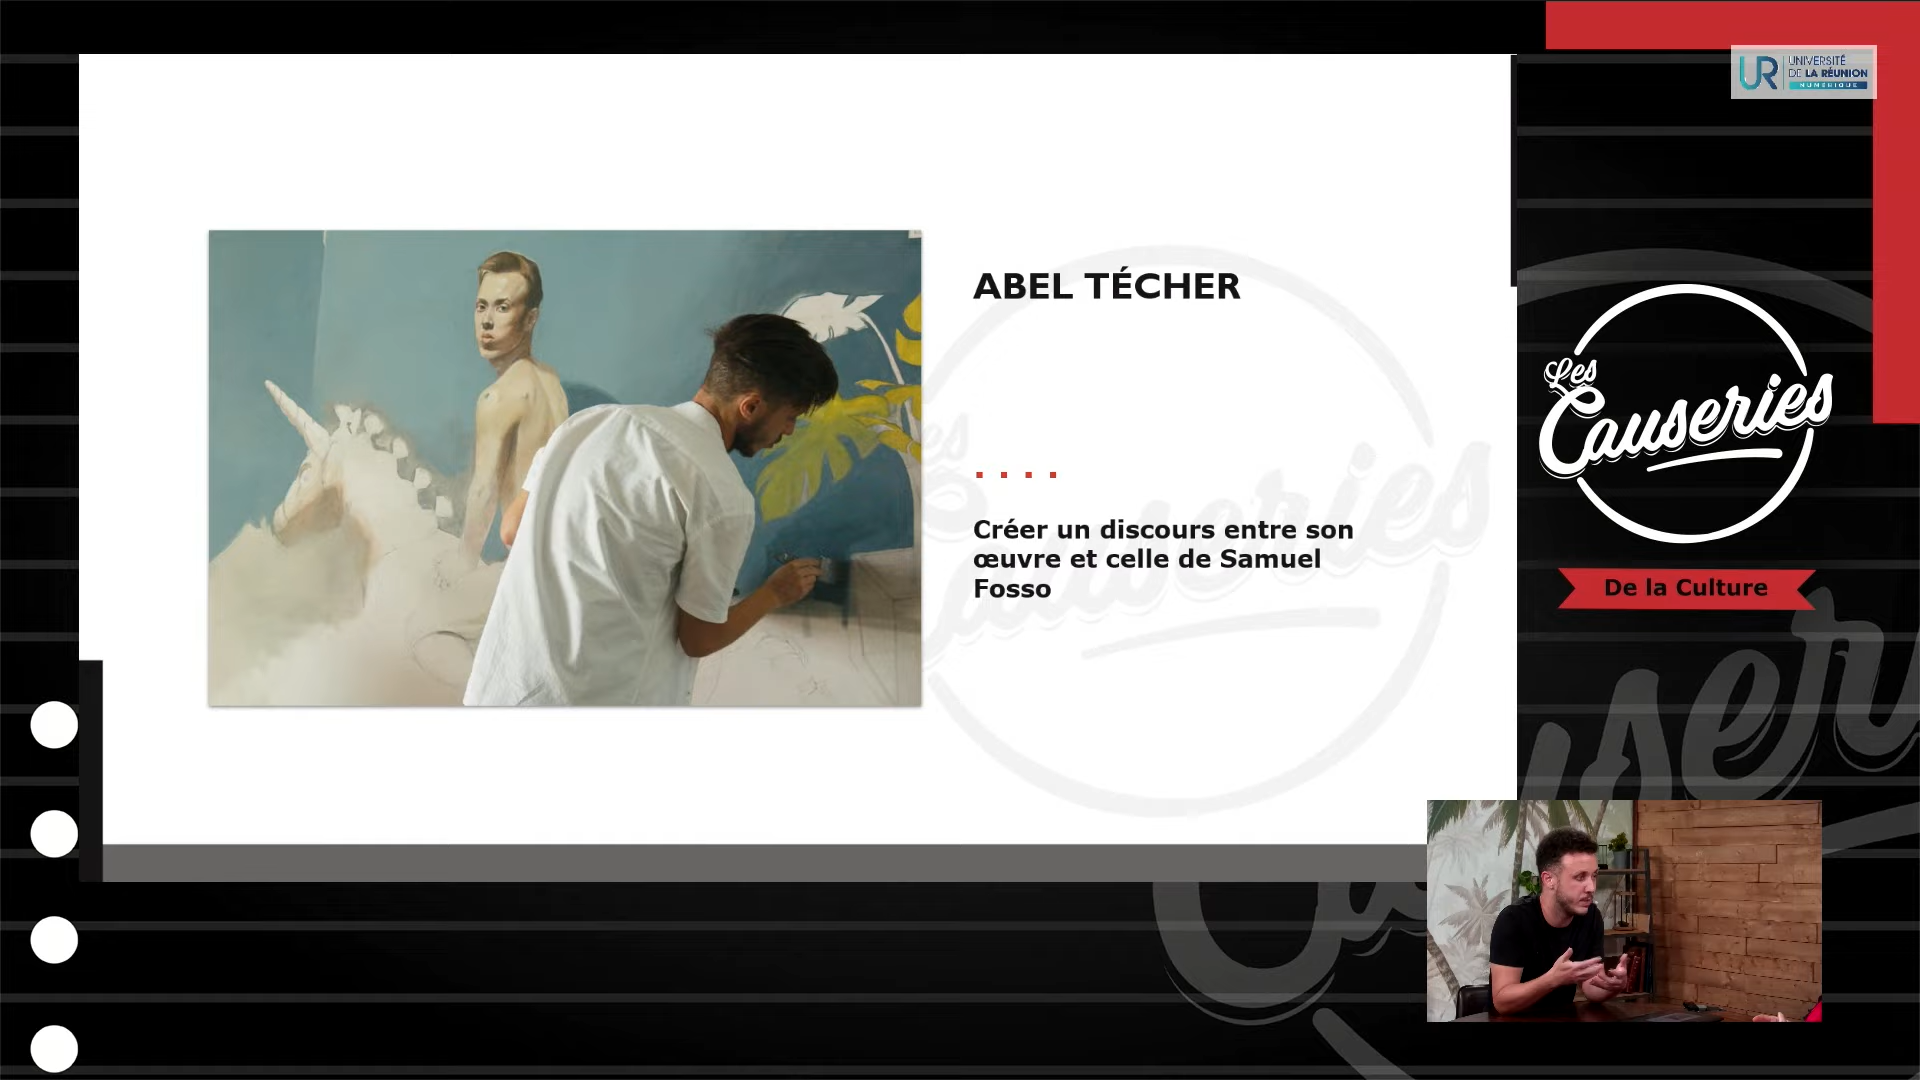 UR
UNIVERSITÉ
DE LA RÉUNION
NUMÉRIQUE
ABEL TÉCHER
Créer un discours entre son
œuvre et celle de Samuel
Fosso
Les
Causeries
De la Culture